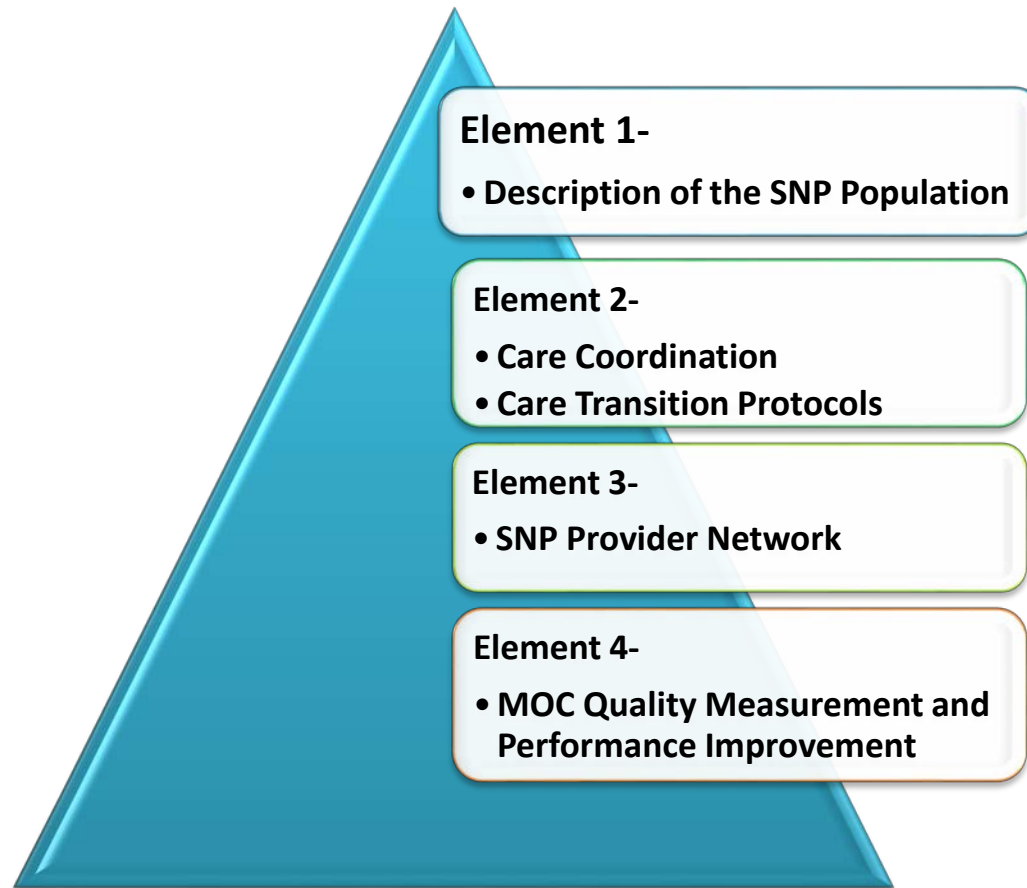 Element 1-
• Description of the SNP Population
Element 2-
• Care Coordination
• Care Transition Protocols
Element 3-
• SNP Provider Network
Element 4-
• MOC Quality Measurement and
Performance Improvement